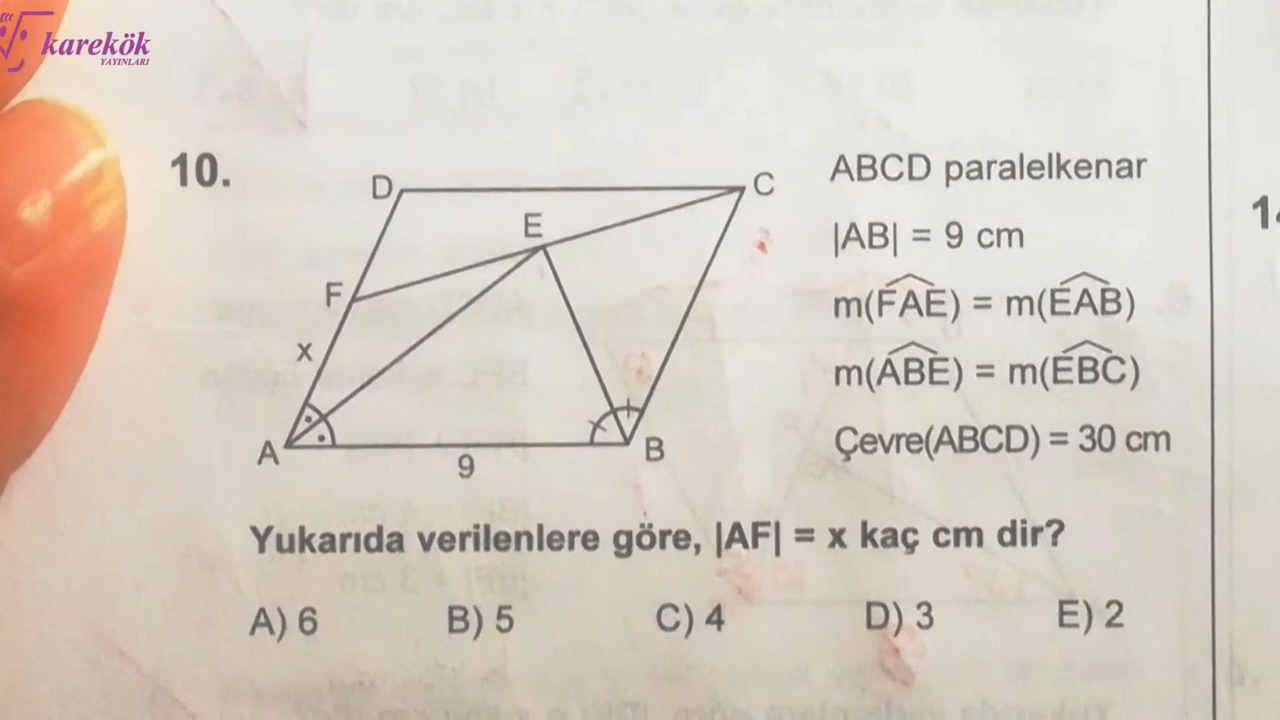 karekök
YAYINLARI
10.
D
C
E
F
x
A
B
9
ABCD paralelkenar
|AB| = 9 cm
m(FAE) = m(EAB)
m(ABE) = m(EBC)
Çevre(ABCD) = 30 cm
Yukarıda verilenlere göre, |AF| = x kaç cm dir?
A) 6 B) 5 C) 4 D) 3 E) 2